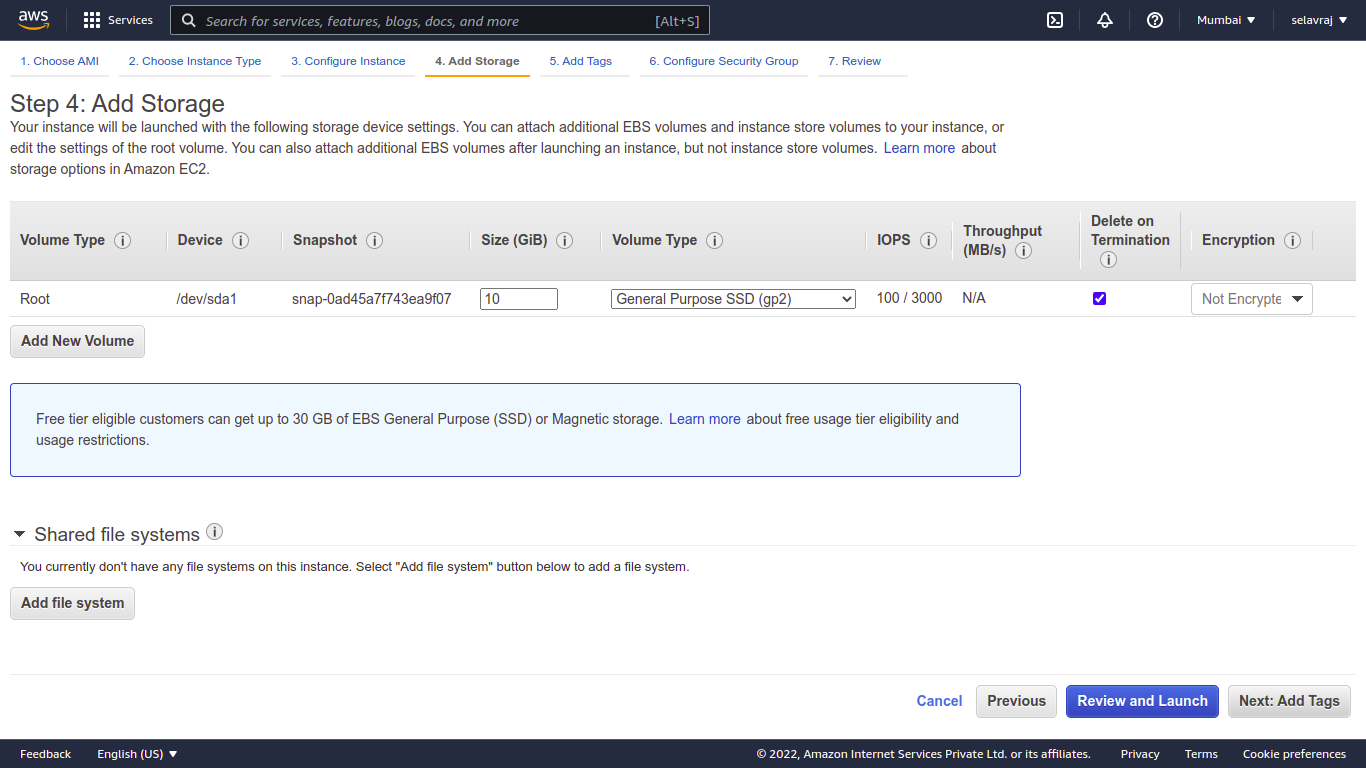 aws
Services
Search for services, features, blogs, docs, and more
[Alt+S]
Mumbai
selavraj
1. Choose AMI
2. Choose Instance Type
3. Configure Instance
4. Add Storage
5. Add Tags
6. Configure Security Group
7. Review
Step 4: Add Storage
Your instance will be launched with the following storage device settings. You can attach additional EBS volumes and instance store volumes to your instance, or
edit the settings of the root volume. You can also attach additional EBS volumes after launching an instance, but not instance store volumes. Learn more about
storage options in Amazon EC2.
Volume Type
Device
Snapshot
Size (GiB)
Volume Type
IOPS
Throughput
(MB/s)
Delete on
Termination
Encryption
Root
/dev/sda1
snap-0ad45a7f743ea9f07
10
General Purpose SSD (gp2)
100 / 3000
N/A
Not Encrypte
Add New Volume
Free tier eligible customers can get up to 30 GB of EBS General Purpose (SSD) or Magnetic storage. Learn more about free usage tier eligibility and
usage restrictions.
Shared file systems
You currently don't have any file systems on this instance. Select "Add file system" button below to add a file system.
Add file system
Cancel
Previous
Review and Launch
Next: Add Tags
Feedback
English (US)
© 2022, Amazon Internet Services Private Ltd. or its affiliates.
Privacy
Terms
Cookie preferences